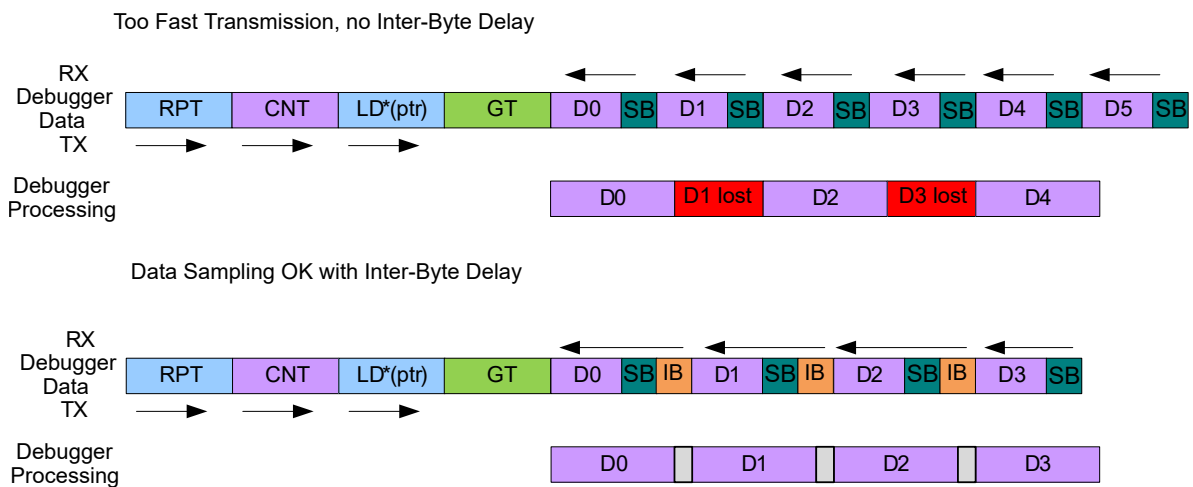 Too Fast Transmission, no Inter-Byte Delay
RX
Debugger
Data
TX
RPT CNT LD*(ptr) GT D0 SB D1 SB D2 SB D3 SB D4 SB D5 SB
Debugger
Processing
D0 D1 lost D2 D3 lost D4
Data Sampling OK with Inter-Byte Delay
RX
Debugger
Data
TX
RPT CNT LD*(ptr) GT D0 SB IB D1 SB IB D2 SB IB D3 SB
Debugger
Processing
D0 D1 D2 D3